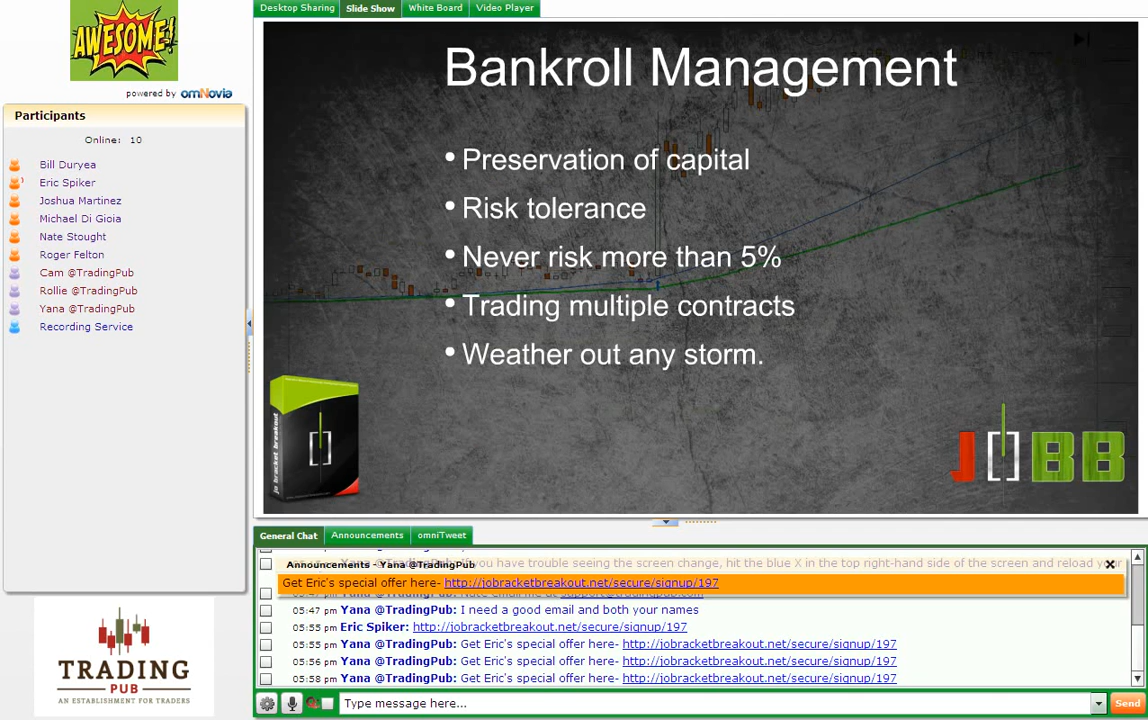 Desktop Sharing
Slide Show
White Board
Video Player
AWESOME!
powered by omNovia
Participants
Online: 10
Bill Duryea
Eric Spiker
Joshua Martinez
Michael Di Gioia
Nate Stought
Roger Felton
Cam @TradingPub
Rollie @TradingPub
Yana @TradingPub
Recording Service
TRADING
PUB
AN ESTABLISHMENT FOR TRADERS
Bankroll Management
• Preservation of capital
• Risk tolerance
• Never risk more than 5%
• Trading multiple contracts
• Weather out any storm.
jo bracket breakout
J[]BB
General Chat
Announcements
omniTweet
Announcements - Yana @TradingPub
Get Eric's special offer here- http://jobracketbreakout.net/secure/signup/197
05:47 pm Yana @TradingPub: I need a good email and both your names
05:55 pm Eric Spiker: http://jobracketbreakout.net/secure/signup/197
05:55 pm Yana @TradingPub: Get Eric's special offer here- http://jobracketbreakout.net/secure/signup/197
05:56 pm Yana @TradingPub: Get Eric's special offer here- http://jobracketbreakout.net/secure/signup/197
05:58 pm Yana @TradingPub: Get Eric's special offer here- http://jobracketbreakout.net/secure/signup/197
Type message here...
Send